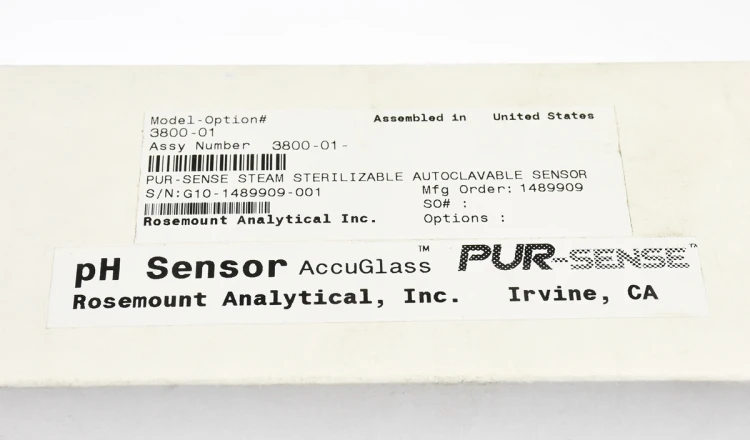 Model-Option# Assembled in United States
3800-01
Assy Number 3800-01-
PUR-SENSE STEAM STERILIZABLE AUTOCLAVABLE SENSOR
S/N:G10-1489909-001 Mfg Order: 1489909
SO# :
Rosemount Analytical Inc. Options :
pH Sensor AccuGlass™ PUR-SENSE™
Rosemount Analytical, Inc. Irvine, CA